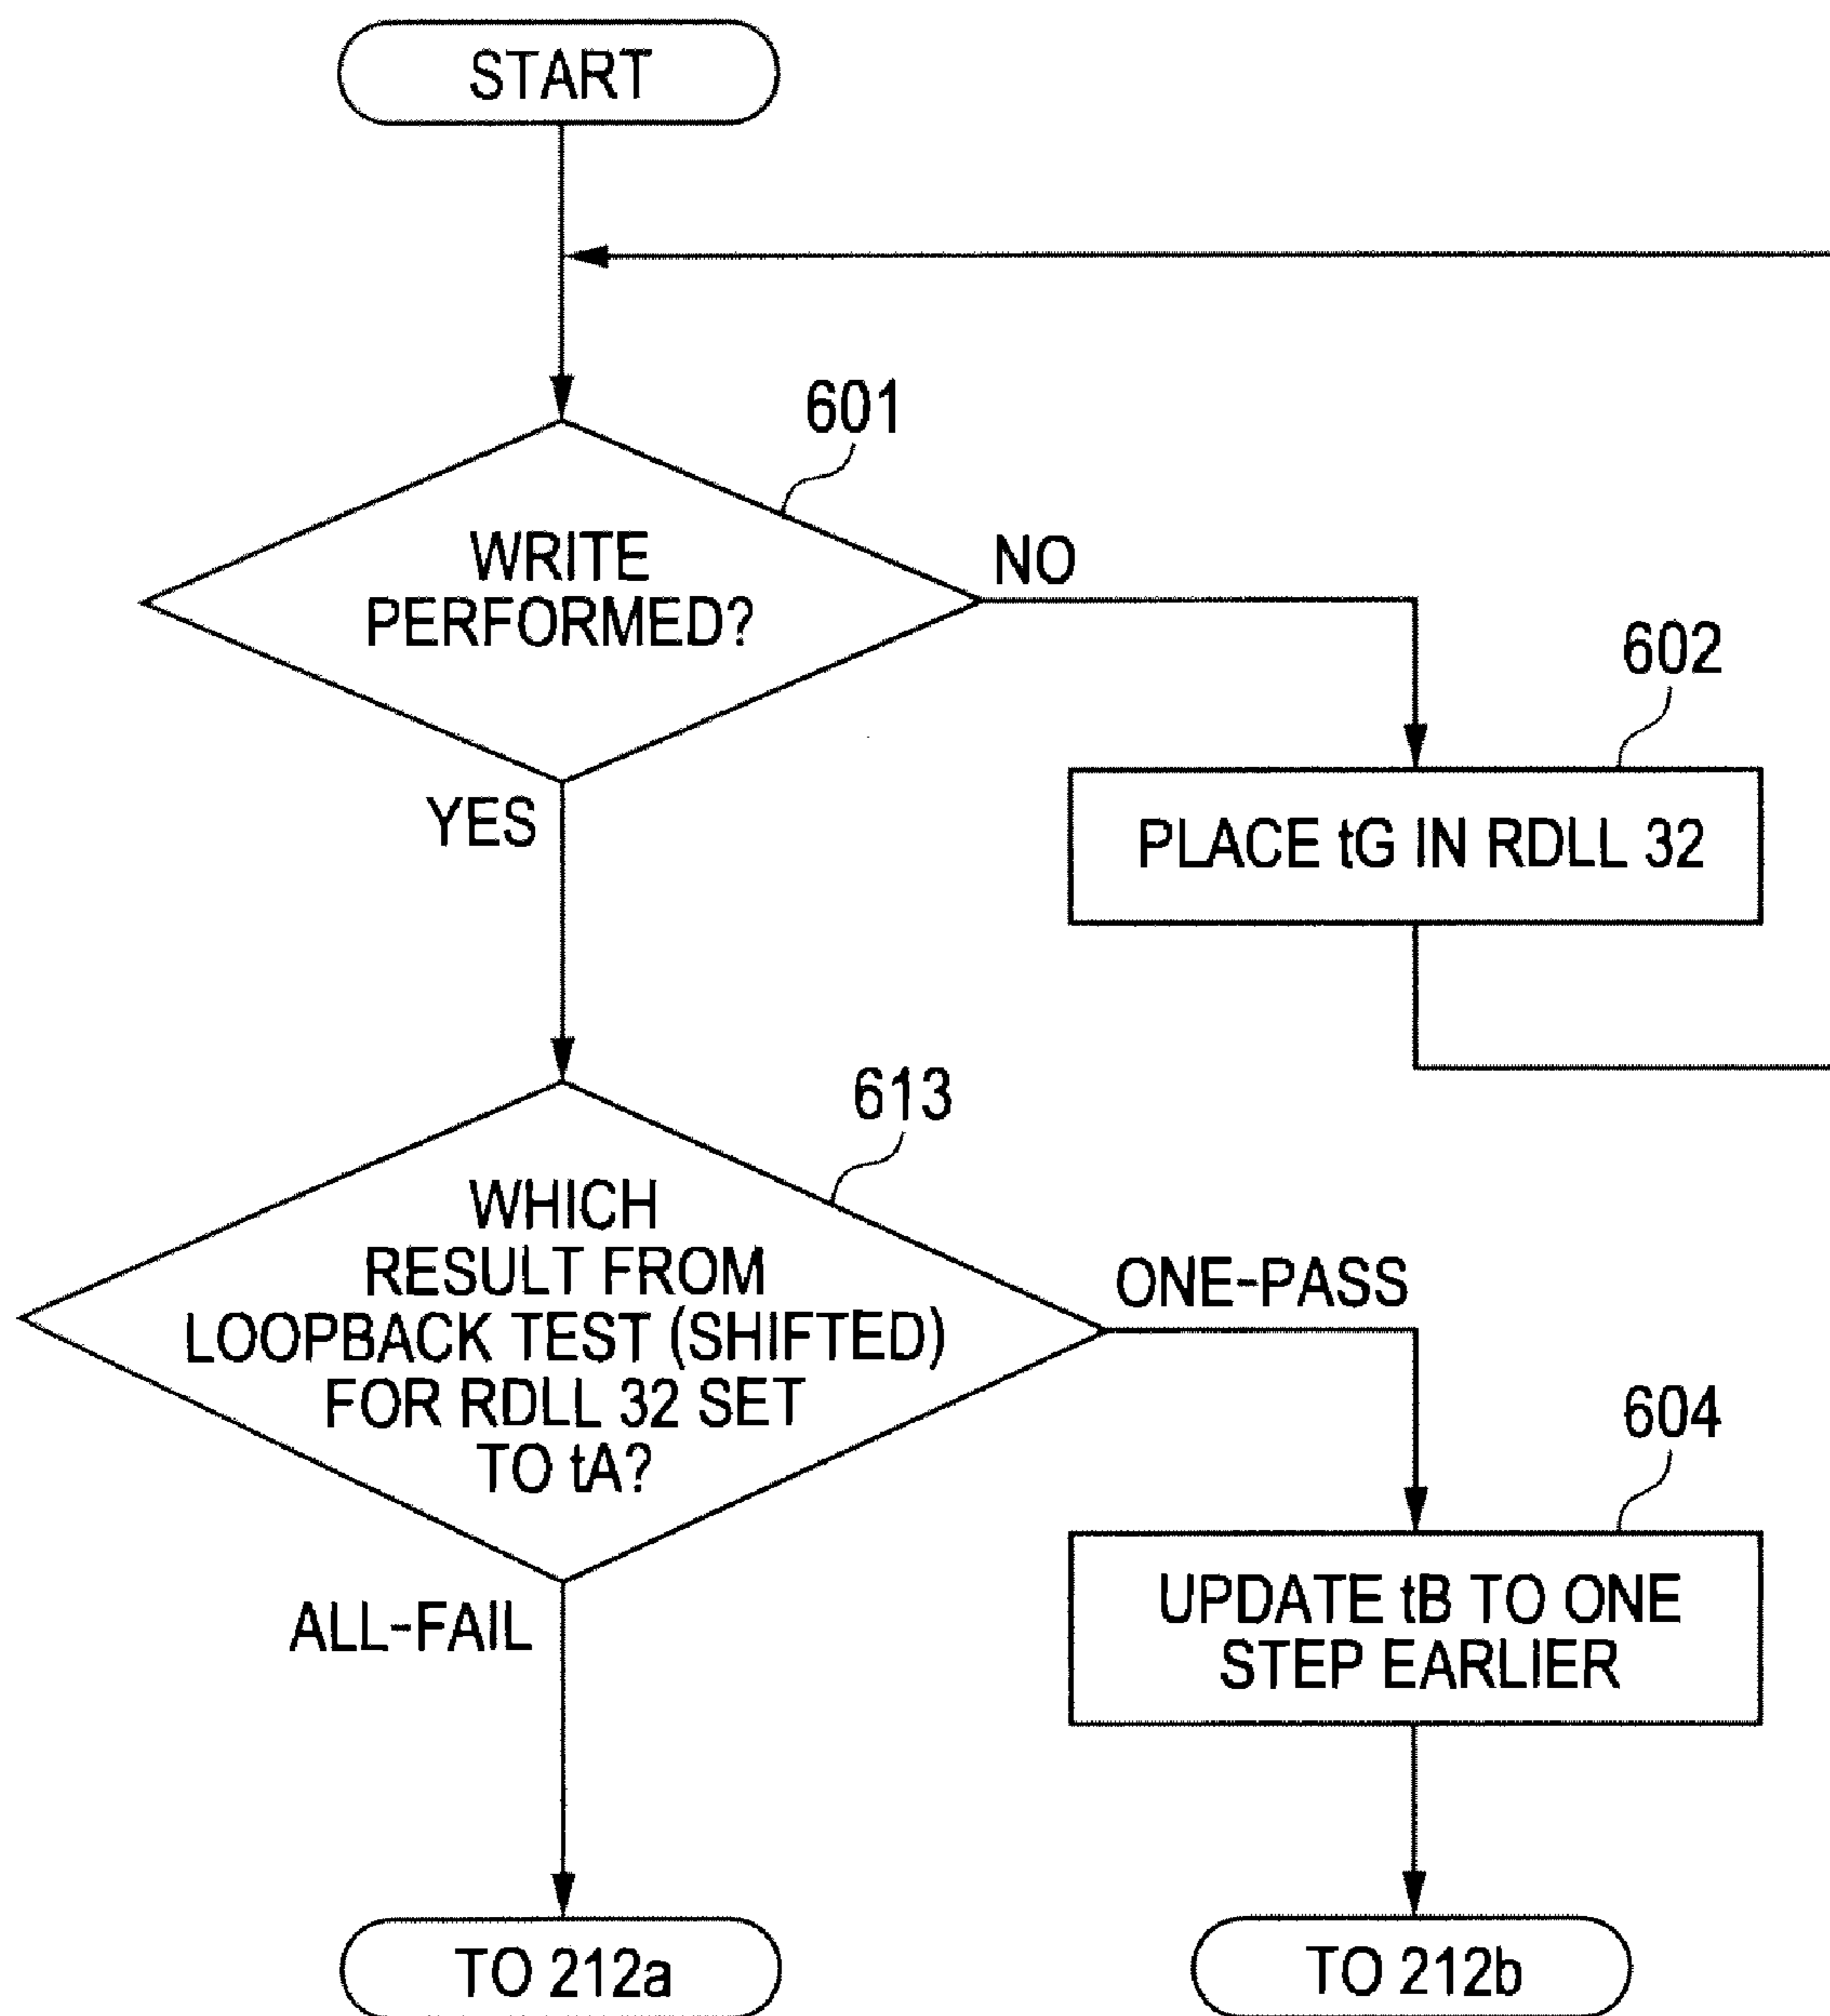 START
601
WRITE
PERFORMED?
NO
YES
602
PLACE tG IN RDLL 32
613
WHICH
RESULT FROM
LOOPBACK TEST (SHIFTED)
FOR RDLL 32 SET
TO tA?
ONE-PASS
ALL-FAIL
604
UPDATE tB TO ONE
STEP EARLIER
TO 212a
TO 212b